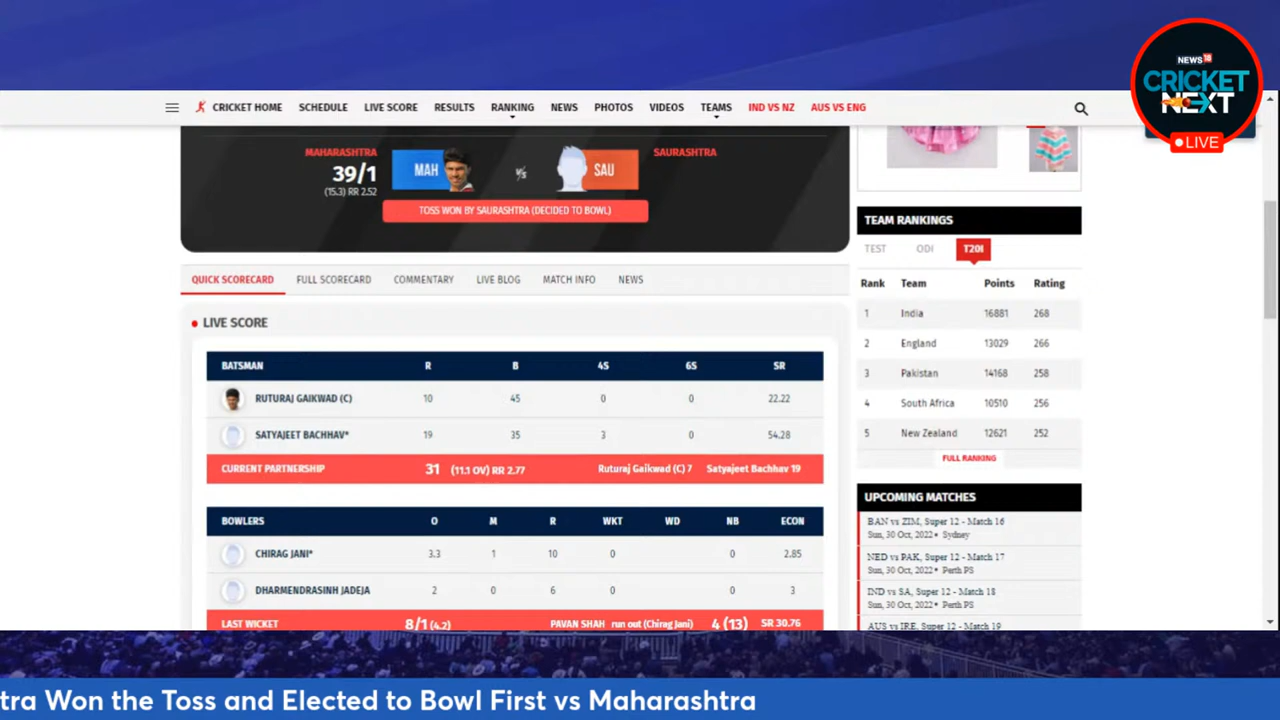 NEWS 18
CRICKET
NEXT
LIVE
CRICKET HOME SCHEDULE LIVE SCORE RESULTS RANKING NEWS PHOTOS VIDEOS TEAMS IND VS NZ AUS VS ENG
MAHARASHTRA
39/1
(15.3) RR 2.52
MAH V/S SAU
SAURASHTRA
TOSS WON BY SAURASHTRA (DECIDED TO BOWL)
QUICK SCORECARD FULL SCORECARD COMMENTARY LIVE BLOG MATCH INFO NEWS
LIVE SCORE
BATSMAN R B 4S 6S SR
RUTURAJ GAIKWAD (C) 10 45 0 0 22.22
SATYAJEET BACHHAV* 19 35 3 0 54.28
CURRENT PARTNERSHIP 31 (11.1 OV) RR 2.77 Ruturaj Gaikwad (C) 7 Satyajeet Bachhav 19
BOWLERS O M R WKT WD NB ECON
CHIRAG JANI* 3.3 1 10 0 0 2.85
DHARMENDRASINH JADEJA 2 0 6 0 0 3
LAST WICKET 8/1 (4.2) PAVAN SHAH run out (Chirag Jani) 4 (13) SR 30.76
TEAM RANKINGS
TEST ODI T20I
Rank Team Points Rating
1 India 16881 268
2 England 13029 266
3 Pakistan 14168 258
4 South Africa 10510 256
5 New Zealand 12621 252
FULL RANKING
UPCOMING MATCHES
BAN vs ZIM, Super 12 - Match 16
Sun, 30 Oct, 2022• Sydney
NED vs PAK, Super 12 - Match 17
Sun, 30 Oct, 2022• Perth PS
IND vs SA, Super 12 - Match 18
Sun, 30 Oct, 2022• Perth PS
AUS vs IRE, Super 12 - Match 19
tra Won the Toss and Elected to Bowl First vs Maharashtra